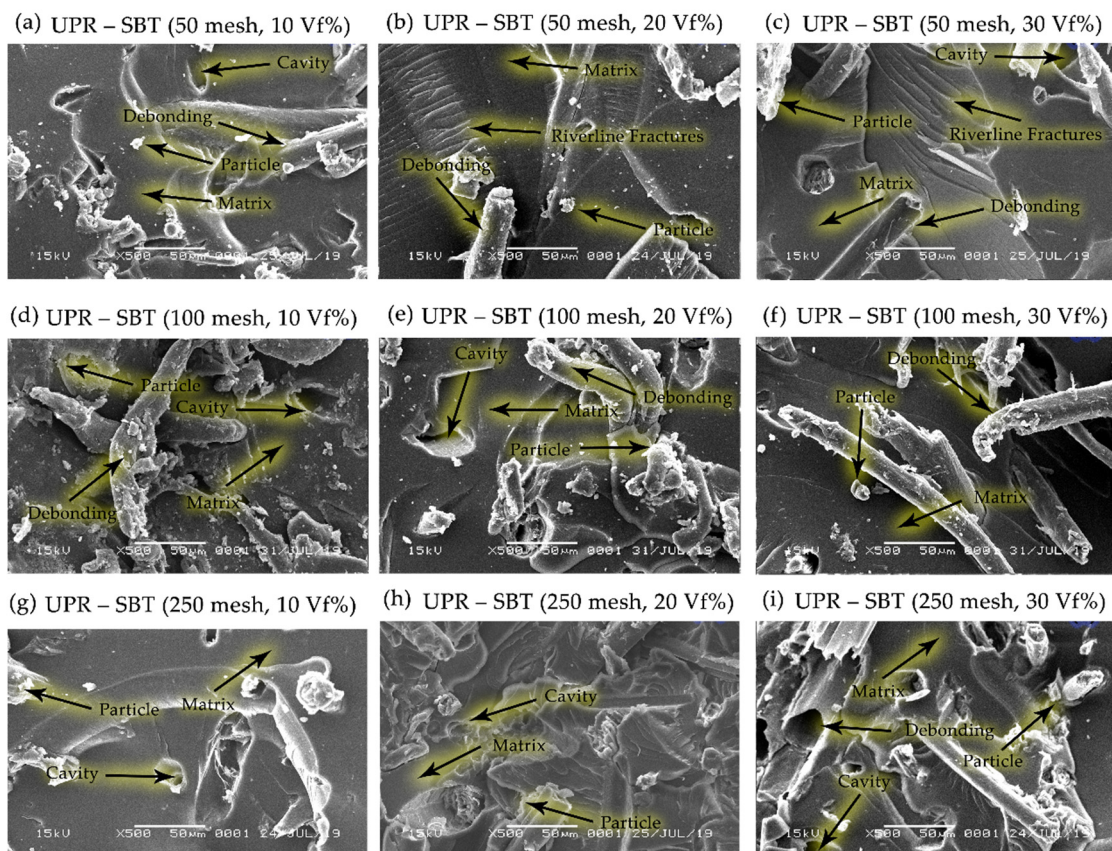 (a) UPR – SBT (50 mesh, 10 Vf%)
Cavity
Debonding
Particle
Matrix
15kV X500 50μm 0001 25/JUL/19
(b) UPR – SBT (50 mesh, 20 Vf%)
Matrix
Riverline Fractures
Debonding
Particle
15kV X500 50μm 0001 24/JUL/19
(c) UPR – SBT (50 mesh, 30 Vf%)
Cavity
Particle
Riverline Fractures
Matrix
Debonding
15kV X500 50μm 0001 25/JUL/19
(d) UPR – SBT (100 mesh, 10 Vf%)
Particle
Cavity
Debonding
Matrix
15kV X500 50μm 0001 31/JUL/19
(e) UPR – SBT (100 mesh, 20 Vf%)
Cavity
Debonding
Matrix
Particle
15kV X500 50μm 0001 31/JUL/19
(f) UPR – SBT (100 mesh, 30 Vf%)
Debonding
Particle
Matrix
15kV X500 50μm 0001 31/JUL/19
(g) UPR – SBT (250 mesh, 10 Vf%)
Matrix
Particle
Cavity
15kV X500 50μm 0001 24/JUL/19
(h) UPR – SBT (250 mesh, 20 Vf%)
Cavity
Matrix
Particle
15kV X500 50μm 0001 25/JUL/19
(i) UPR – SBT (250 mesh, 30 Vf%)
Matrix
Debonding
Particle
Cavity
15kV X500 50μm 0001 24/JUL/19